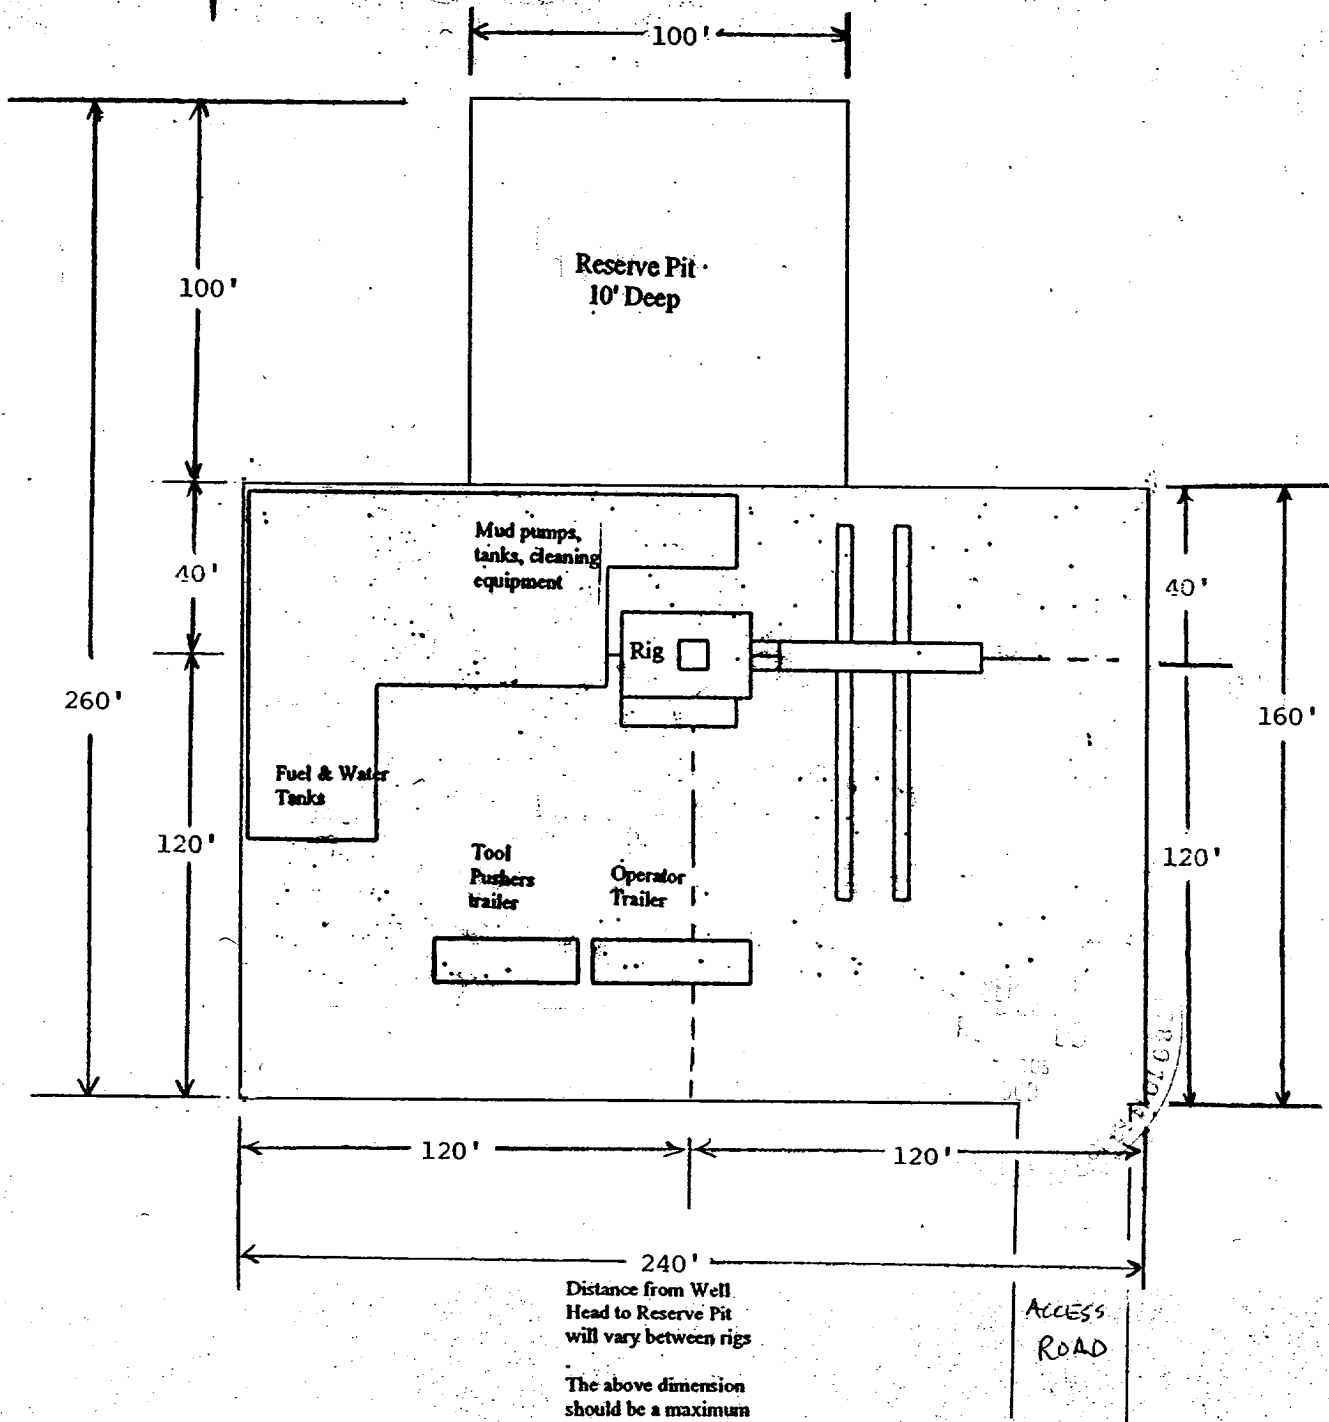 100'
100'
Reserve Pit
10' Deep
Mud pumps,
tanks, cleaning
equipment
40'
40'
Rig
260'
160'
Fuel & Water
Tanks
120'
120'
Tool
Pushers
trailer
Operator
Trailer
120'
120'
240'
Distance from Well
Head to Reserve Pit
will vary between rigs
The above dimension
should be a maximum
ACCESS
ROAD